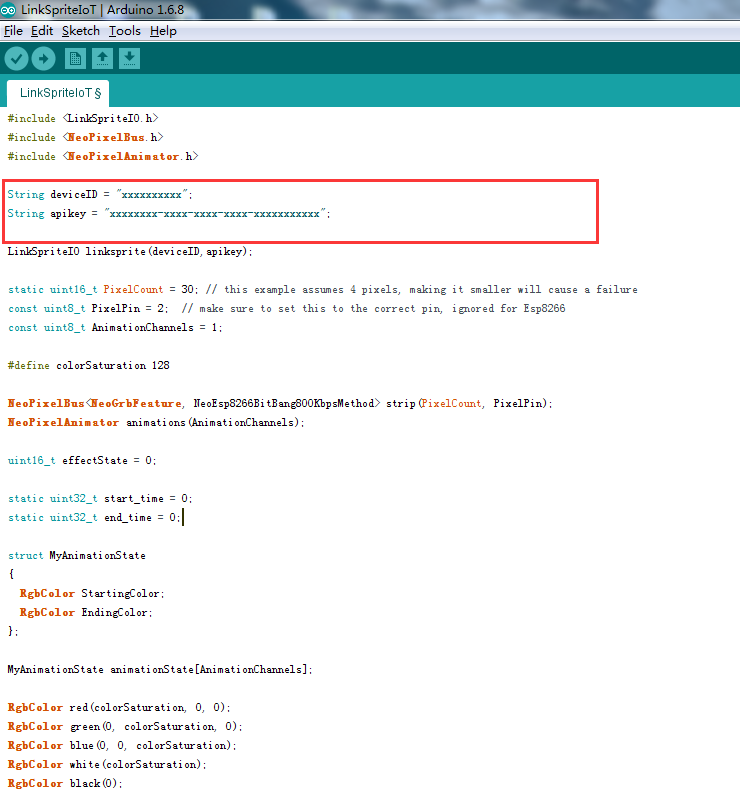 LinkSpriteIoT | Arduino 1.6.8
File Edit Sketch Tools Help
LinkSpriteIoT §
#include <LinkSpriteIO.h>
#include <NeoPixelBus.h>
#include <NeoPixelAnimator.h>
String deviceID = "xxxxxxxxxx";
String apikey = "xxxxxxxx-xxxx-xxxx-xxxx-xxxxxxxxxxx";
LinkSpriteIO linksprite(deviceID,apikey);
static uint16_t PixelCount = 30; // this example assumes 4 pixels, making it smaller will cause a failure
const uint8_t PixelPin = 2;  // make sure to set this to the correct pin, ignored for Esp8266
const uint8_t AnimationChannels = 1;
#define colorSaturation 128
NeoPixelBus<NeoGrbFeature, NeoEsp8266BitBang800KbpsMethod> strip(PixelCount, PixelPin);
NeoPixelAnimator animations(AnimationChannels);
uint16_t effectState = 0;
static uint32_t start_time = 0;
static uint32_t end_time = 0;
struct MyAnimationState
{
  RgbColor StartingColor;
  RgbColor EndingColor;
};
MyAnimationState animationState[AnimationChannels];
RgbColor red(colorSaturation, 0, 0);
RgbColor green(0, colorSaturation, 0);
RgbColor blue(0, 0, colorSaturation);
RgbColor white(colorSaturation);
RgbColor black(0);